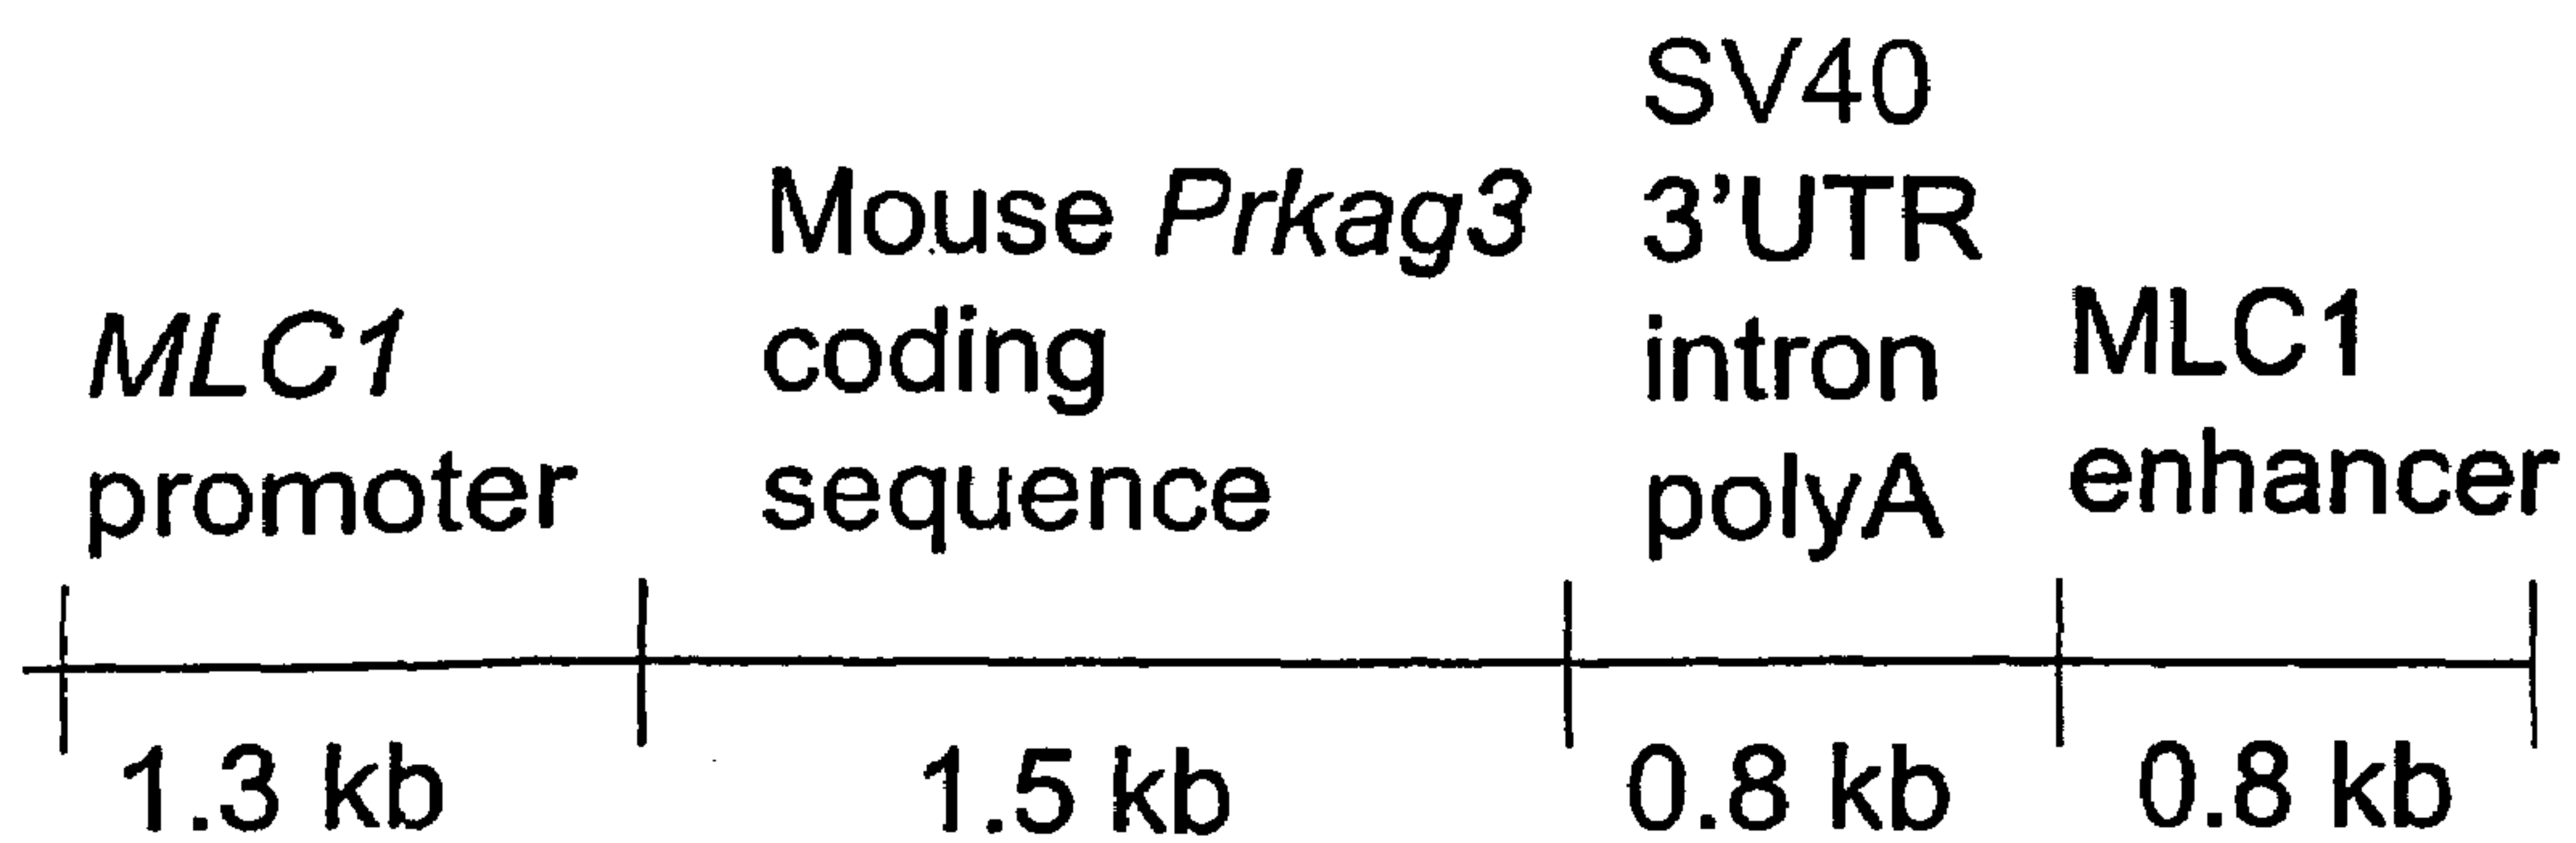 MLC1
promoter
Mouse Prkag3
coding
sequence
SV40
3’UTR
intron
polyA
MLC1
enhancer
1.3 kb
1.5 kb
0.8 kb
0.8 kb